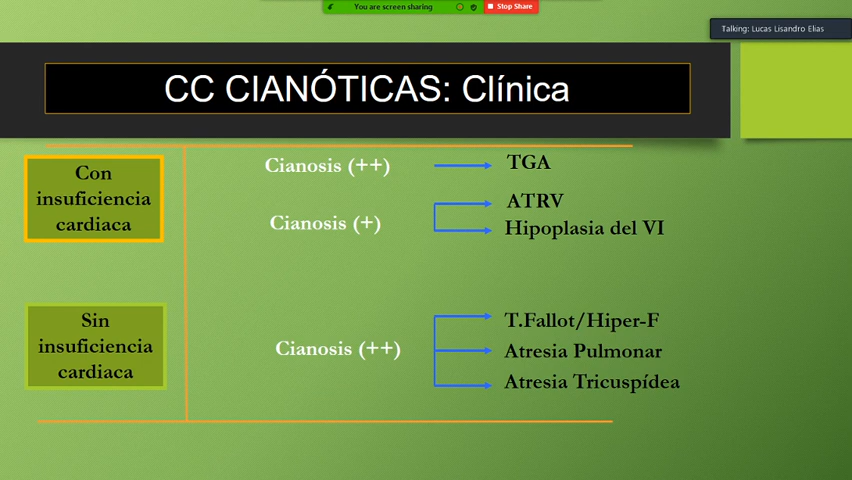 You are screen sharing
Stop Share
Talking: Lucas Lisandro Elias
CC CIANÓTICAS: Clínica
Con
insuficiencia
cardiaca
Cianosis (++)
TGA
Cianosis (+)
ATRV
Hipoplasia del VI
Sin
insuficiencia
cardiaca
Cianosis (++)
T.Fallot/Hiper-F
Atresia Pulmonar
Atresia Tricuspídea